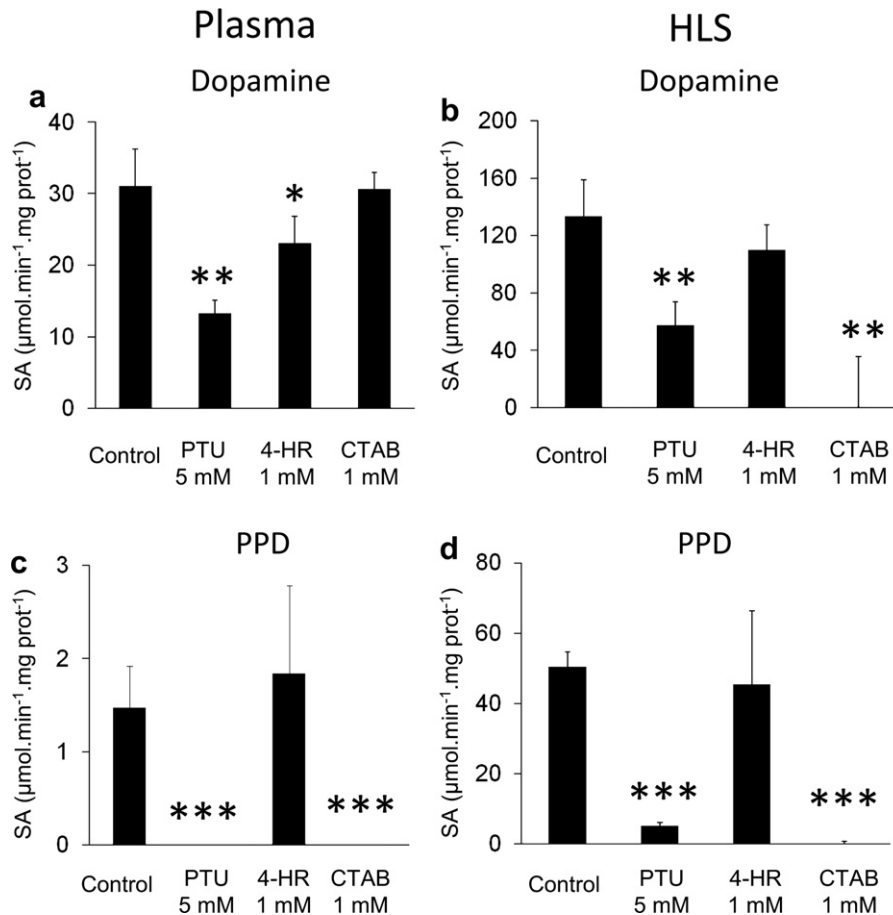 Plasma
HLS
a
Dopamine
SA (µmol.min⁻¹.mg prot⁻¹)
40
30
20
10
0
**
*
Control
PTU
5 mM
4-HR
1 mM
CTAB
1 mM
b
Dopamine
SA (µmol.min⁻¹.mg prot⁻¹)
200
160
120
80
40
0
**
**
Control
PTU
5 mM
4-HR
1 mM
CTAB
1 mM
c
PPD
SA (µmol.min⁻¹.mg prot⁻¹)
3
2
1
0
***
***
Control
PTU
5 mM
4-HR
1 mM
CTAB
1 mM
d
PPD
SA (µmol.min⁻¹.mg prot⁻¹)
80
60
40
20
0
***
***
Control
PTU
5 mM
4-HR
1 mM
CTAB
1 mM